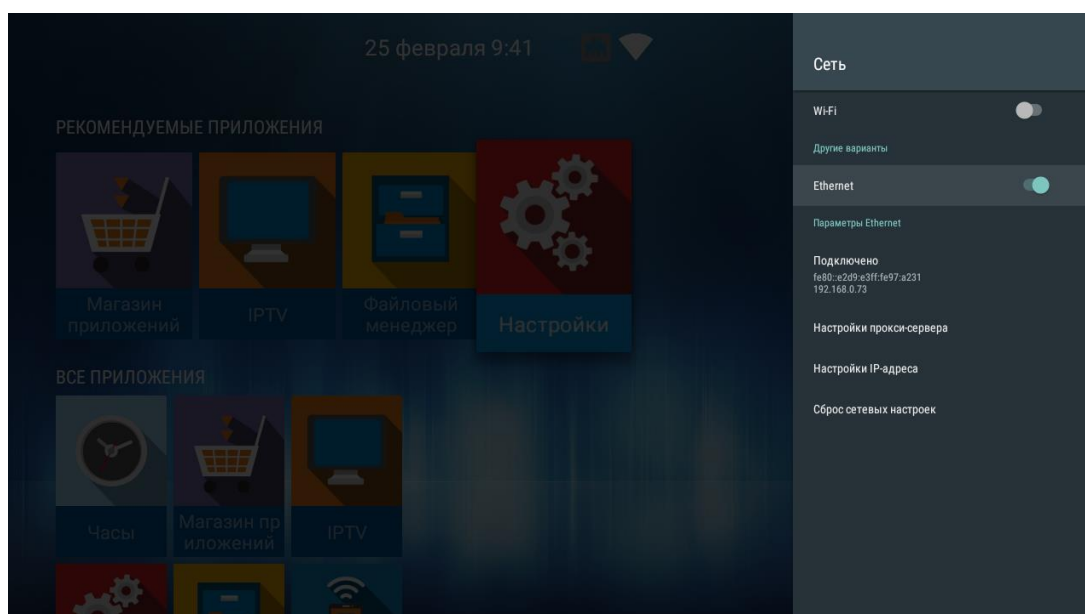 25 февраля 9:41
РЕКОМЕНДУЕМЫЕ ПРИЛОЖЕНИЯ
Магазин
приложений
IPTV
Файловый
менеджер
Настройки
ВСЕ ПРИЛОЖЕНИЯ
Часы
Магазин пр
иложений
IPTV
Сеть
Wi-Fi
Другие варианты
Ethernet
Параметры Ethernet
Подключено
fe80::e2d9:e3ff:fe97:a231
192.168.0.73
Настройки прокси-сервера
Настройки IP-адреса
Сброс сетевых настроек